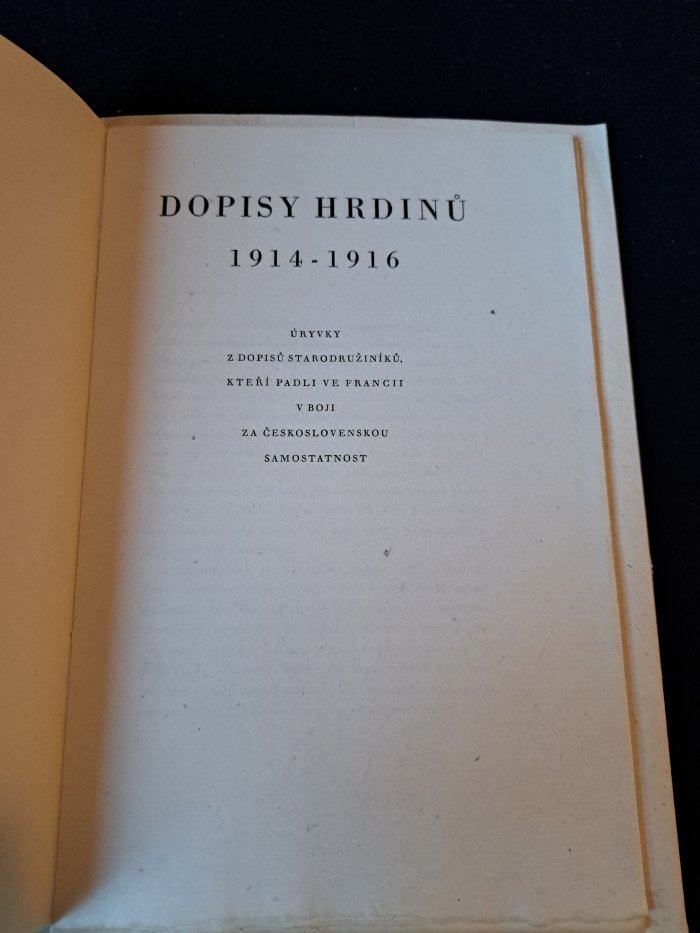 DOPISY HRDINŮ
1914-1916
ÚRYVKY
Z DOPISŮ STARODRUŽINÍKŮ,
KTEŘÍ PADLI VE FRANCII
V BOJI
ZA ČESKOSLOVENSKOU
SAMOSTATNOST